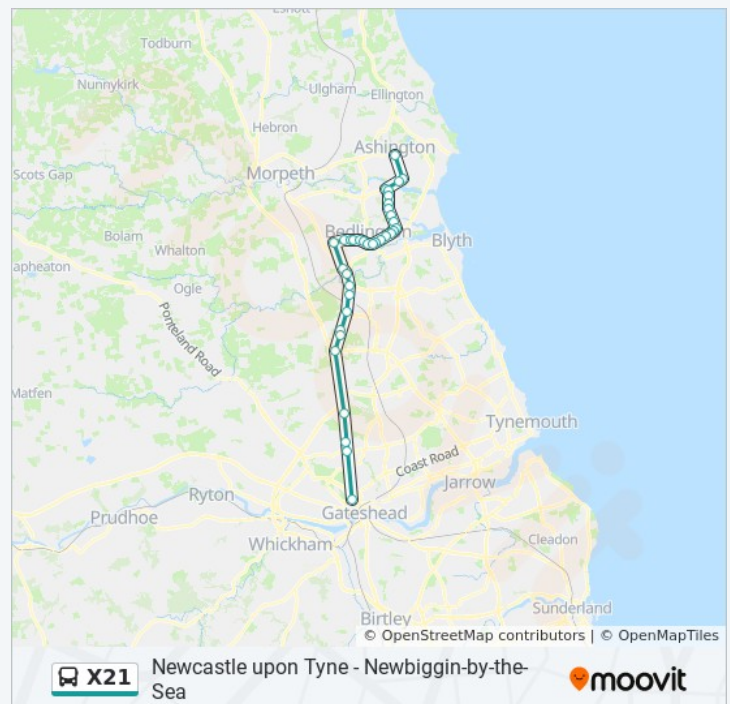 Todburn
Nunnykirk
Ulgham
Ellington
Hebron
Ashington
Morpeth
Scots Gap
Bedlington
Bolam
Whalton
Blyth
apheaton
Ogle
Ponteland Road
Matfen
Tynemouth
Coast Road
Jarrow
Ryton
Gateshead
Prudhoe
Whickham
Cleadon
Sunderland
Birtley
© OpenStreetMap contributors | © OpenMapTiles
X21
Newcastle upon Tyne - Newbiggin-by-the-
Sea
moovit